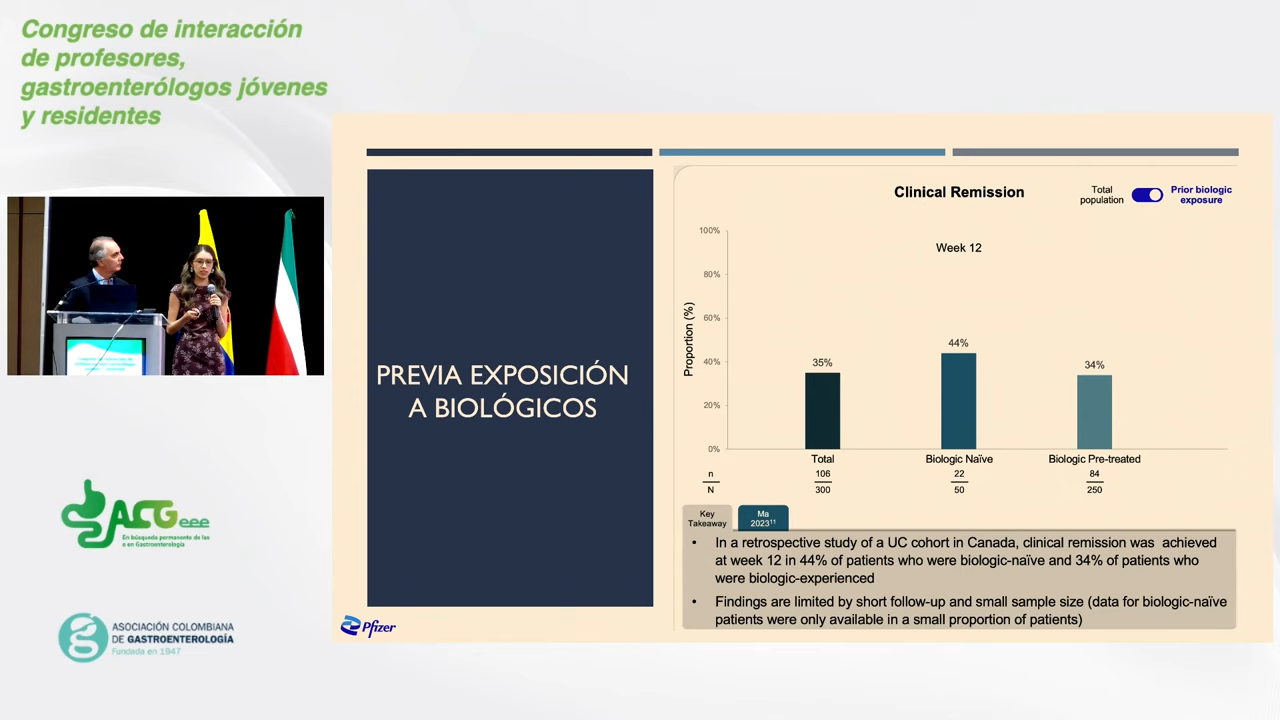 Congreso de interacción
de profesores,
gastroenterólogos jóvenes
y residentes
PREVIA EXPOSICIÓN
A BIOLÓGICOS
Pfizer
Clinical Remission
Total
population
Prior biologic
exposure
Week 12
Proportion (%)
100%
80%
60%
40%
20%
0%
35%
44%
34%
Total
Biologic Naïve
Biologic Pre-treated
n
106
22
84
N
300
50
250
Key
Takeaway
Ma
2023¹¹
• In a retrospective study of a UC cohort in Canada, clinical remission was achieved
at week 12 in 44% of patients who were biologic-naïve and 34% of patients who
were biologic-experienced
• Findings are limited by short follow-up and small sample size (data for biologic-naïve
patients were only available in a small proportion of patients)
ACGeee
En búsqueda permanente de las
e en Gastroenterología
ASOCIACIÓN COLOMBIANA
DE GASTROENTEROLOGÍA
Fundada en 1947